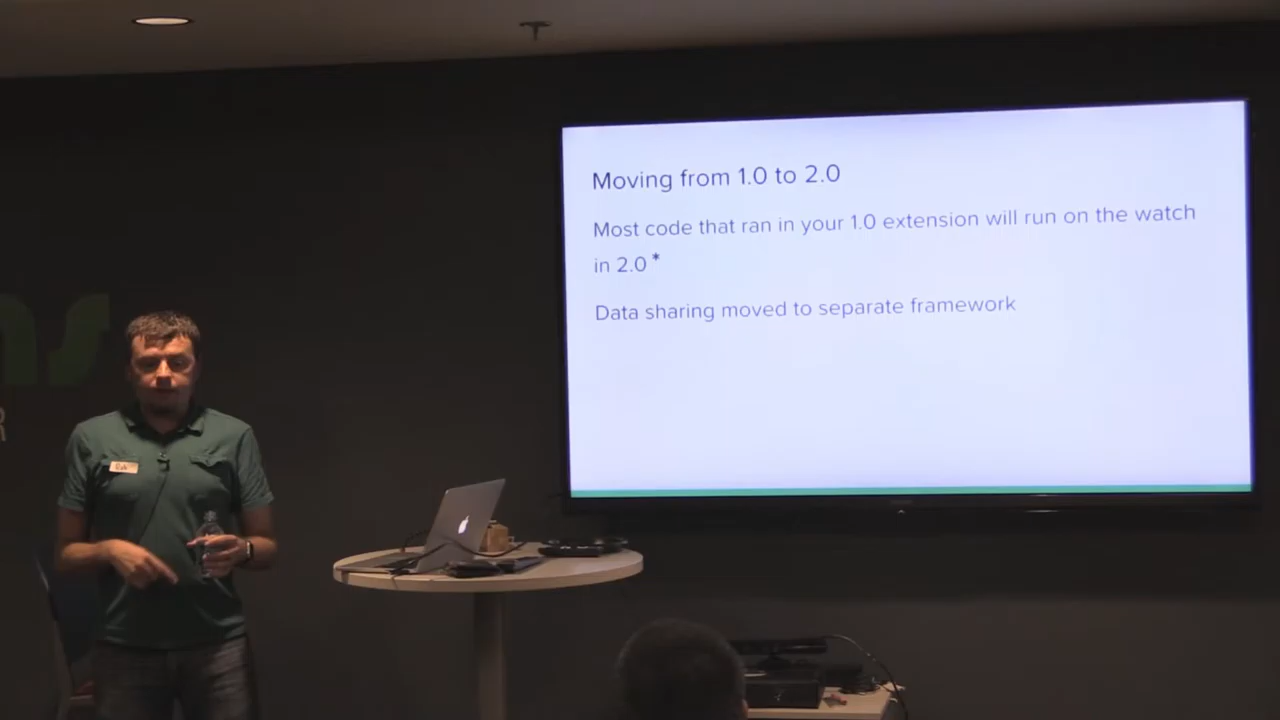 Moving from 1.0 to 2.0
Most code that ran in your 1.0 extension will run on the watch
in 2.0 *
Data sharing moved to separate framework